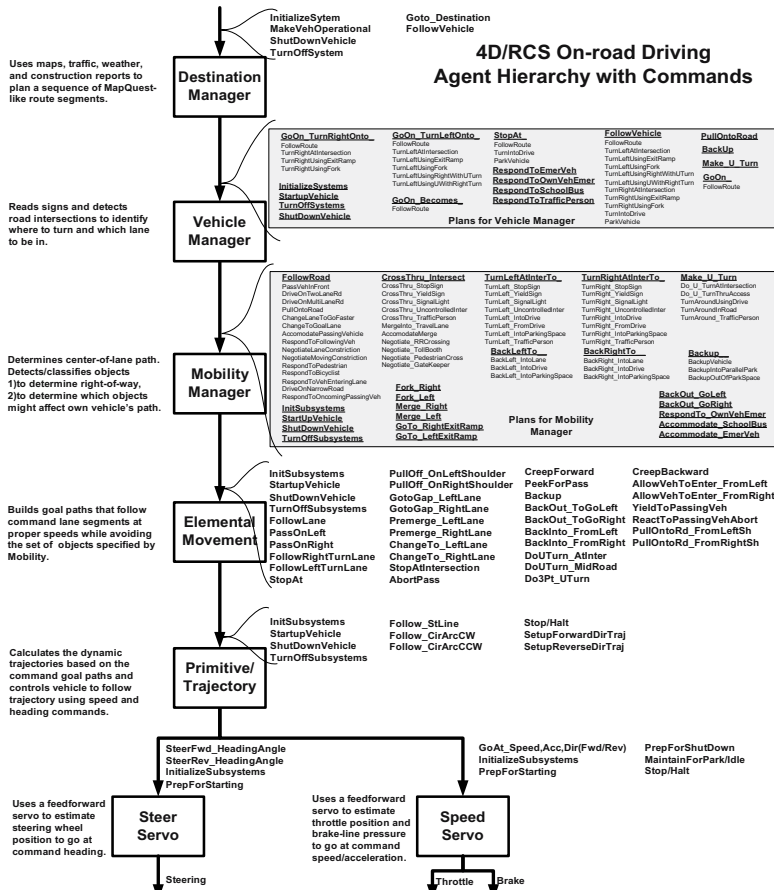 InitializeSytem
MakeVehOperational
ShutDownVehicle
TurnOffSystem
Goto_Destination
FollowVehicle
4D/RCS On-road Driving
Agent Hierarchy with Commands
Uses maps, traffic, weather,
and construction reports to
plan a sequence of MapQuest-
like route segments.
Destination
Manager
GoOn_TurnRightOnto_
FollowRoute
TurnRightAtIntersection
TurnRightUsingExitRamp
TurnRightUsingFork
InitializeSystems
StartupVehicle
TurnOffSystems
ShutDownVehicle
GoOn_TurnLeftOnto_
FollowRoute
TurnLeftAtIntersection
TurnLeftUsingExitRamp
TurnLeftUsingFork
TurnLeftUsingRightWithUTurn
TurnLeftUsingUWithRightTurn
GoOn_Becomes_
FollowRoute
StopAt_
FollowRoute
TurnIntoDrive
ParkVehicle
RespondToEmerVeh
RespondToOwnVehEmer
RespondToSchoolBus
RespondToTrafficPerson
Plans for Vehicle Manager
FollowVehicle
FollowRoute
TurnLeftAtIntersection
TurnLeftUsingExitRamp
TurnLeftUsingFork
TurnLeftUsingRightWithUTurn
TurnLeftUsingUWithRightTurn
TurnRightAtIntersection
TurnRightUsingExitRamp
TurnRightUsingFork
TurnIntoDrive
ParkVehicle
PullOntoRoad
BackUp
Make_U_Turn
GoOn_
FollowRoute
Reads signs and detects
road intersections to identify
where to turn and which lane
to be in.
Vehicle
Manager
FollowRoad
PassVehInFront
DriveOnTwoLaneRd
DriveOnMultiLaneRd
PullOntoRoad
ChangeLaneToGoFaster
ChangeToGoalLane
AccomodatePassingVehicle
RespondToFollowingVeh
NegotiateLaneConstriction
NegotiateMovingConstriction
RespondToPedestrian
RespondToBicyclist
RespondToVehEnteringLane
DriveOnNarrowRoad
RespondToOncomingPassingVeh
InitSubsystems
StartUpVehicle
ShutDownVehicle
TurnOffSubsystems
CrossThru_Intersect
CrossThru_StopSign
CrossThru_YieldSign
CrossThru_SignalLight
CrossThru_UncontrolledInter
CrossThru_TrafficPerson
MergeInto_TravelLane
AccomodateMerge
Negotiate_RRCrossing
Negotiate_TollBooth
Negotiate_PedestrianCross
Negotiate_GateKeeper
Fork_Right
Fork_Left
Merge_Right
Merge_Left
GoTo_RightExitRamp
GoTo_LeftExitRamp
TurnLeftAtInterTo_
TurnLeft_StopSign
TurnLeft_YieldSign
TurnLeft_SignalLight
TurnLeft_UncontrolledInter
TurnLeft_IntoDrive
TurnLeft_FromDrive
TurnLeft_IntoParkingSpace
TurnLeft_TrafficPerson
BackLeftTo__
BackLeft_IntoLane
BackLeft_IntoDrive
BackLeft_IntoParkingSpace
TurnRightAtInterTo_
TurnRight_StopSign
TurnRight_YieldSign
TurnRight_SignalLight
TurnRight_UncontrolledInter
TurnRight_IntoDrive
TurnRight_FromDrive
TurnRight_IntoParkingSpace
TurnRight_TrafficPerson
BackRightTo__
BackRight_IntoLane
BackRight_IntoDrive
BackRight_IntoParkingSpace
Plans for Mobility
Manager
Make_U_Turn
Do_U_TurnAtIntersection
Do_U_TurnThruAccess
TurnAroundUsingDrive
TurnAroundInRoad
TurnAround_TrafficPerson
Backup__
BackupVehicle
BackupIntoParallelPark
BackupOutOfParkSpace
BackOut_GoLeft
BackOut_GoRight
RespondTo_OwnVehEmer
Accommodate_SchoolBus
Accommodate_EmerVeh
Determines center-of-lane path.
Detects/classifies objects
1)to determine right-of-way,
2)to determine which objects
might affect own vehicle's path.
Mobility
Manager
InitSubsystems
StartupVehicle
ShutDownVehicle
TurnOffSubsystems
FollowLane
PassOnLeft
PassOnRight
FollowRightTurnLane
FollowLeftTurnLane
StopAt
PullOff_OnLeftShoulder
PullOff_OnRightShoulder
GotoGap_LeftLane
GotoGap_RightLane
Premerge_LeftLane
Premerge_RightLane
ChangeTo_LeftLane
ChangeTo_RightLane
StopAtIntersection
AbortPass
CreepForward
PeekForPass
Backup
BackOut_ToGoLeft
BackOut_ToGoRight
BackInto_FromLeft
BackInto_FromRight
DoUTurn_AtInter
DoUTurn_MidRoad
Do3Pt_UTurn
CreepBackward
AllowVehToEnter_FromLeft
AllowVehToEnter_FromRight
YieldToPassingVeh
ReactToPassingVehAbort
PullOntoRd_FromLeftSh
PullOntoRd_FromRightSh
Builds goal paths that follow
command lane segments at
proper speeds while avoiding
the set of objects specified by
Mobility.
Elemental
Movement
InitSubsystems
StartupVehicle
ShutDownVehicle
TurnOffSubsystems
Follow_StLine
Follow_CirArcCW
Follow_CirArcCCW
Stop/Halt
SetupForwardDirTraj
SetupReverseDirTraj
Calculates the dynamic
trajectories based on the
command goal paths and
controls vehicle to follow
trajectory using speed and
heading commands.
Primitive/
Trajectory
SteerFwd_HeadingAngle
SteerRev_HeadingAngle
InitializeSubsystems
PrepForStarting
GoAt_Speed,Acc,Dir(Fwd/Rev)
InitializeSubsystems
PrepForStarting
PrepForShutDown
MaintainForPark/Idle
Stop/Halt
Uses a feedforward
servo to estimate
steering wheel
position to go at
command heading.
Steer
Servo
Uses a feedforward
servo to estimate
throttle position and
brake-line pressure
to go at command
speed/acceleration.
Speed
Servo
Steering
Throttle
Brake